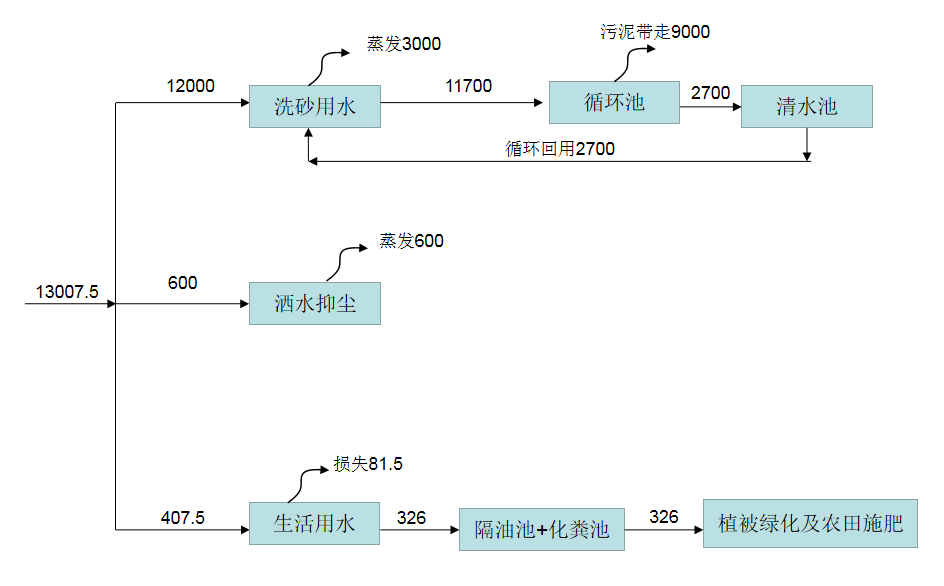 污泥带走9000
蒸发3000
12000
洗砂用水
11700
循环池
2700
清水池
循环回用2700
蒸发600
13007.5
600
洒水抑尘
损失81.5
407.5
生活用水
326
隔油池+化粪池
326
植被绿化及农田施肥